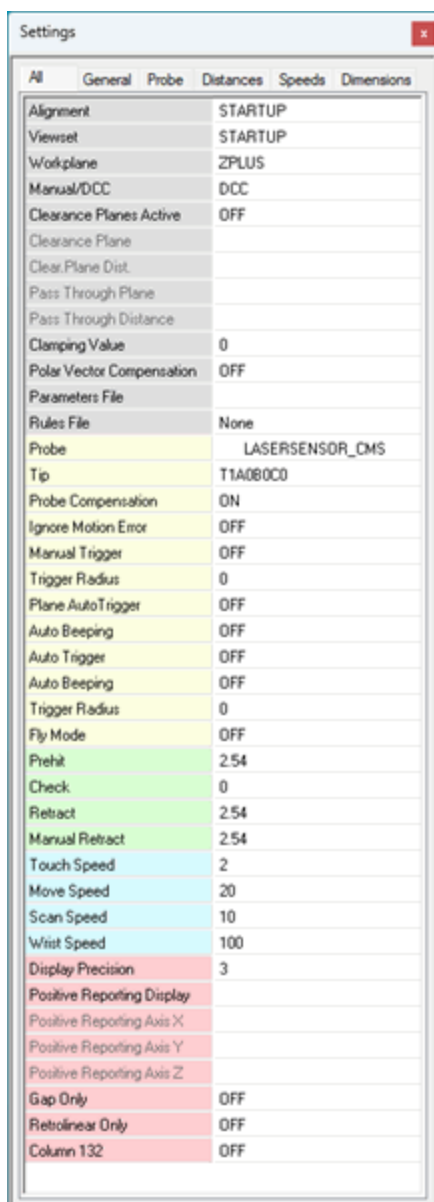 Settings
x
All General Probe Distances Speeds Dimensions
Alignment STARTUP
Viewset STARTUP
Workplane ZPLUS
Manual/DCC DCC
Clearance Planes Active OFF
Clearance Plane
Clear.Plane Dist.
Pass Through Plane
Pass Through Distance
Clamping Value 0
Polar Vector Compensation OFF
Parameters File
Rules File None
Probe LASERSENSOR_CMS
Tip T1A0B0C0
Probe Compensation ON
Ignore Motion Error OFF
Manual Trigger OFF
Trigger Radius 0
Plane AutoTrigger OFF
Auto Beeping OFF
Auto Trigger OFF
Auto Beeping OFF
Trigger Radius 0
Fly Mode OFF
Prehit 2.54
Check 0
Retract 2.54
Manual Retract 2.54
Touch Speed 2
Move Speed 20
Scan Speed 10
Wrist Speed 100
Display Precision 3
Positive Reporting Display
Positive Reporting Axis X
Positive Reporting Axis Y
Positive Reporting Axis Z
Gap Only OFF
Retrolinear Only OFF
Column 132 OFF